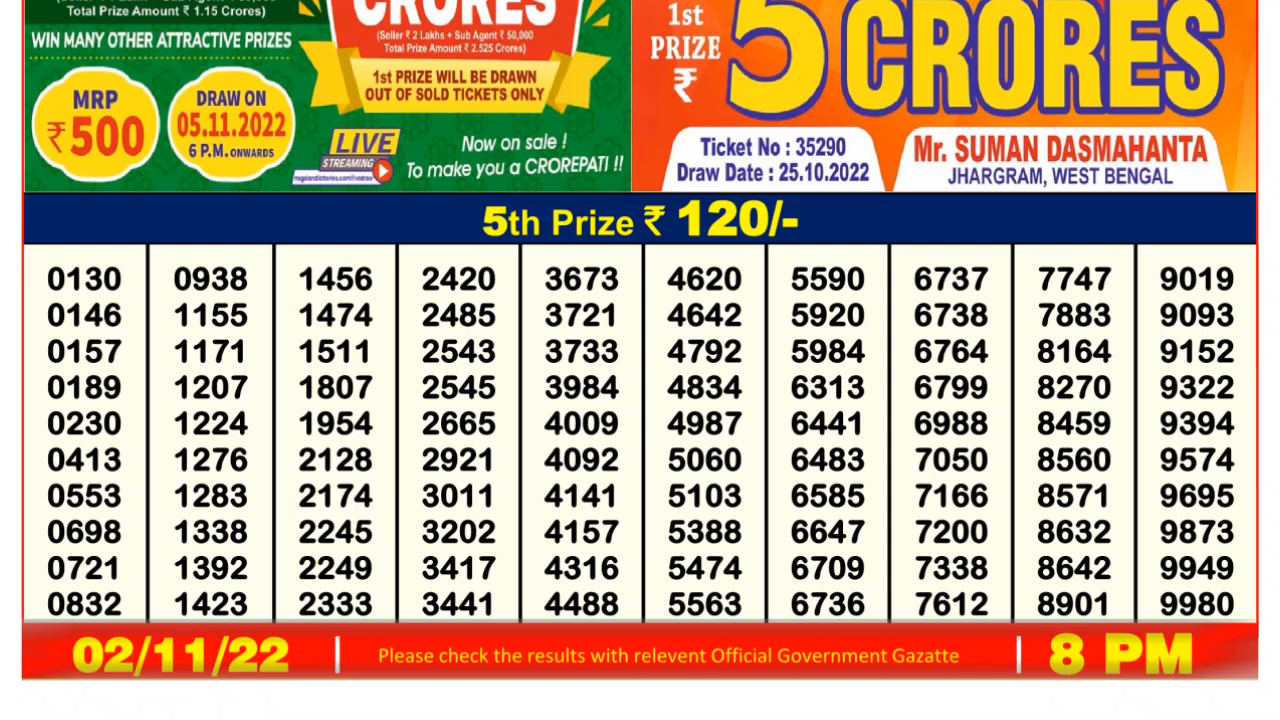 Total Prize Amount ₹ 1.15 Crores)
WIN MANY OTHER ATTRACTIVE PRIZES
MRP
₹500
DRAW ON
05.11.2022
6 P.M. ONWARDS
CRORES
(Seller ₹ 2 Lakhs + Sub Agent ₹ 50,000
Total Prize Amount ₹ 2.525 Crores)
1st PRIZE WILL BE DRAWN
OUT OF SOLD TICKETS ONLY
LIVE
STREAMING
nagalandlotteries.com/livedraw
Now on sale !
To make you a CROREPATI !!
1st
PRIZE
₹
5 CRORES
Ticket No : 35290
Draw Date : 25.10.2022
Mr. SUMAN DASMAHANTA
JHARGRAM, WEST BENGAL
5th Prize ₹ 120/-
0130 0938 1456 2420 3673 4620 5590 6737 7747 9019
0146 1155 1474 2485 3721 4642 5920 6738 7883 9093
0157 1171 1511 2543 3733 4792 5984 6764 8164 9152
0189 1207 1807 2545 3984 4834 6313 6799 8270 9322
0230 1224 1954 2665 4009 4987 6441 6988 8459 9394
0413 1276 2128 2921 4092 5060 6483 7050 8560 9574
0553 1283 2174 3011 4141 5103 6585 7166 8571 9695
0698 1338 2245 3202 4157 5388 6647 7200 8632 9873
0721 1392 2249 3417 4316 5474 6709 7338 8642 9949
0832 1423 2333 3441 4488 5563 6736 7612 8901 9980
02/11/22 | Please check the results with relevent Official Government Gazatte | 8 PM